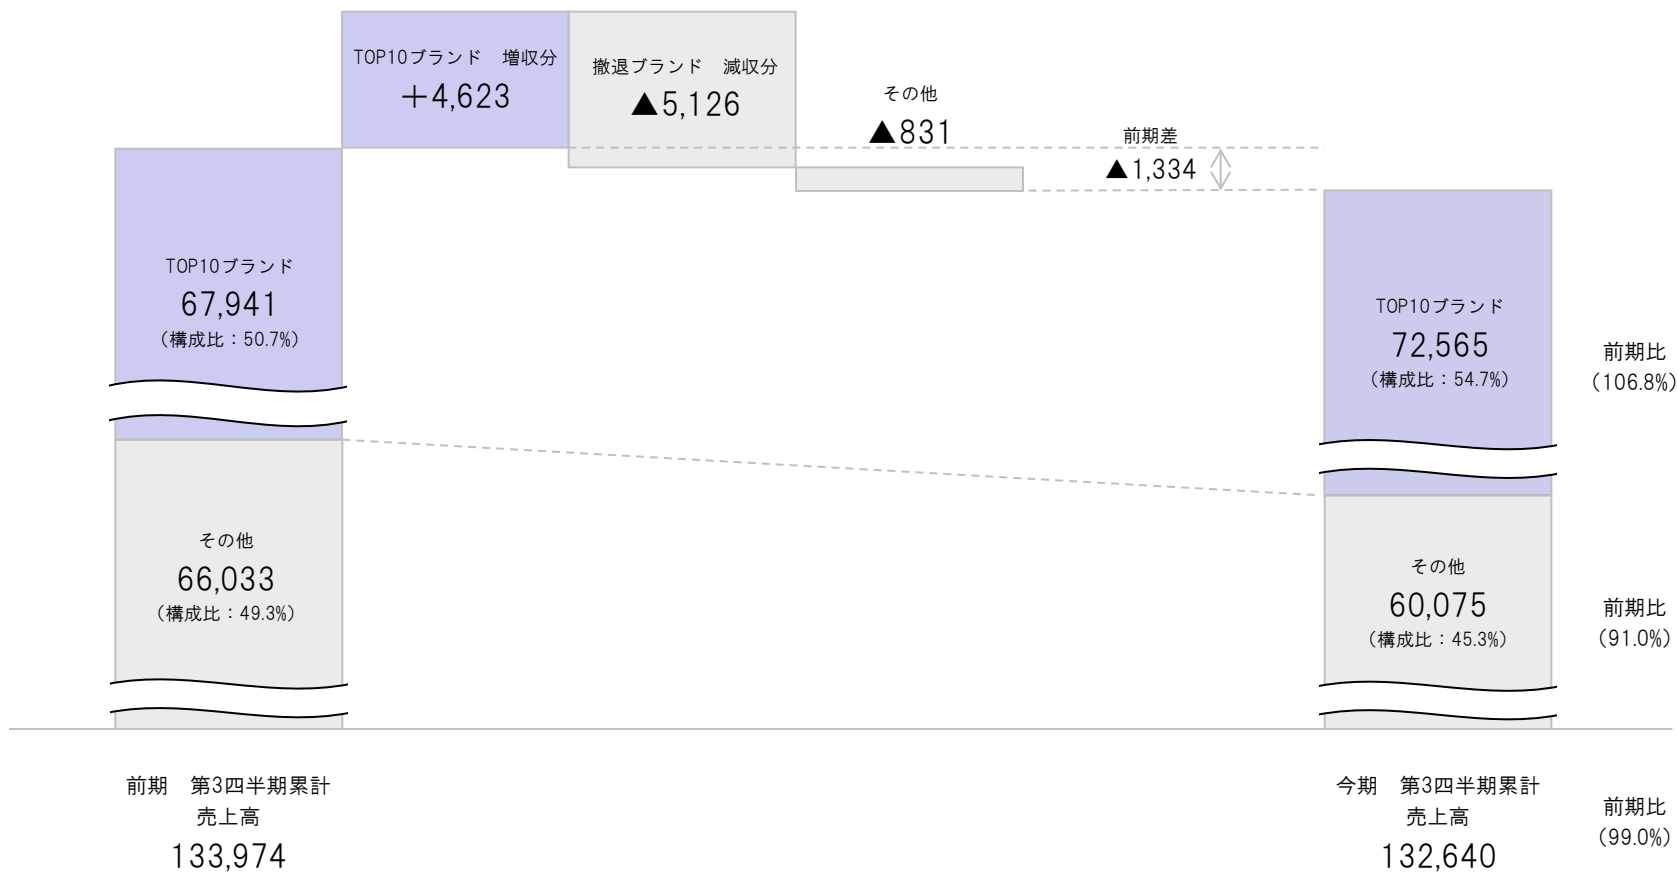 TOP10ブランド　増収分
＋4,623
撤退ブランド　減収分
▲5,126
その他
▲831
前期差
▲1,334
TOP10ブランド
67,941
（構成比：50.7%）
その他
66,033
（構成比：49.3%）
TOP10ブランド
72,565
（構成比：54.7%）
前期比
（106.8%）
その他
60,075
（構成比：45.3%）
前期比
（91.0%）
前期　第3四半期累計
売上高
133,974
今期　第3四半期累計
売上高
132,640
前期比
（99.0%）